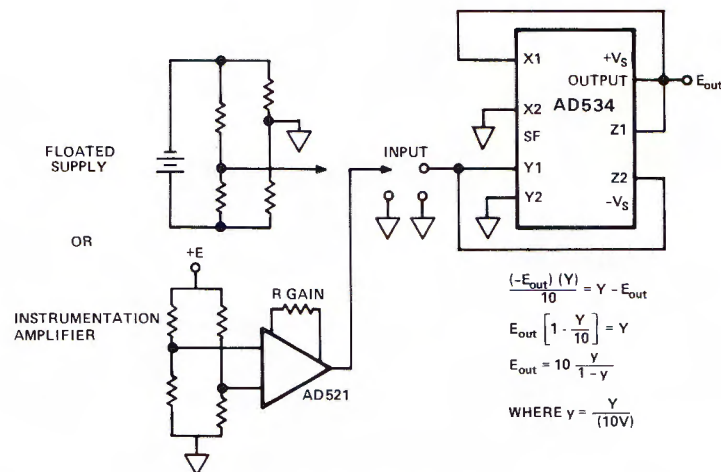 FLOATED
SUPPLY
OR
+E
INSTRUMENTATION
AMPLIFIER
R GAIN
AD521
INPUT
X1
+VS
OUTPUT
AD534
X2
SF
Z1
Y1
Z2
Y2
-VS
Eout
(-Eout) (Y)
10
= Y - Eout
Eout [1 - Y/10] = Y
Eout = 10 y/(1 - y)
WHERE y = Y/(10V)